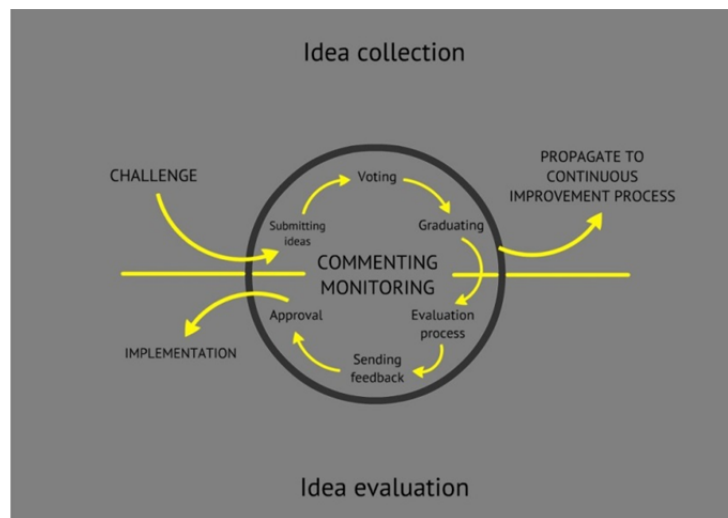 Idea collection
CHALLENGE
PROPAGATE TO
CONTINUOUS
IMPROVEMENT PROCESS
Voting
Submitting
ideas
Graduating
COMMENTING
MONITORING
Approval
Evaluation
process
IMPLEMENTATION
Sending
feedback
Idea evaluation